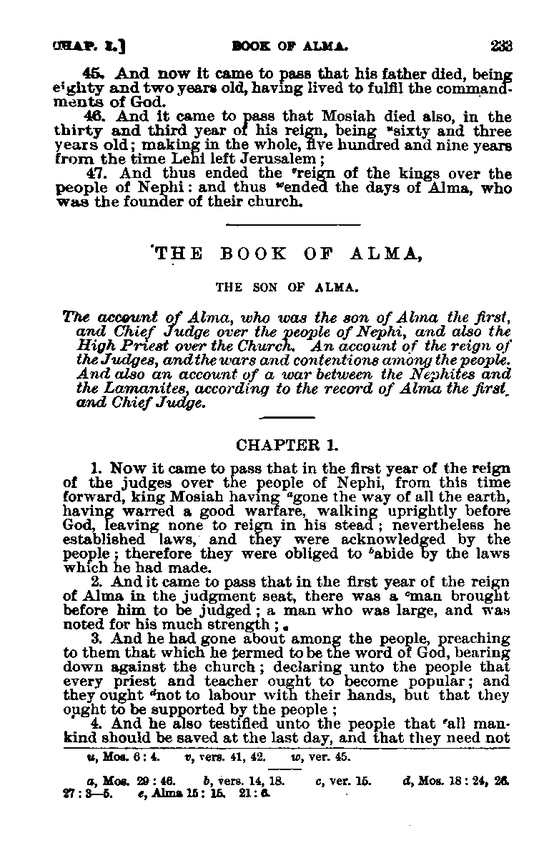 CHAP. I.] BOOK OF ALMA. 233
45. And now it came to pass that his father died, being
eighty and two years old, having lived to fulfil the command-
ments of God.
46. And it came to pass that Mosiah died also, in the
thirty and third year of his reign, being ᵘsixty and three
years old; making in the whole, five hundred and nine years
from the time Lehi left Jerusalem;
47. And thus ended the ᵛreign of the kings over the
people of Nephi: and thus ʷended the days of Alma, who
was the founder of their church.
THE BOOK OF ALMA,
THE SON OF ALMA.
The account of Alma, who was the son of Alma the first,
and Chief Judge over the people of Nephi, and also the
High Priest over the Church. An account of the reign of
the Judges, and the wars and contentions among the people.
And also an account of a war between the Nephites and
the Lamanites, according to the record of Alma the first
and Chief Judge.
CHAPTER 1.
1. Now it came to pass that in the first year of the reign
of the judges over the people of Nephi, from this time
forward, king Mosiah having ᵃgone the way of all the earth,
having warred a good warfare, walking uprightly before
God, leaving none to reign in his stead; nevertheless he
established laws, and they were acknowledged by the
people; therefore they were obliged to ᵇabide by the laws
which he had made.
2. And it came to pass that in the first year of the reign
of Alma in the judgment seat, there was a ᶜman brought
before him to be judged; a man who was large, and was
noted for his much strength;
3. And he had gone about among the people, preaching
to them that which he termed to be the word of God, bearing
down against the church; declaring unto the people that
every priest and teacher ought to become popular; and
they ought ᵈnot to labour with their hands, but that they
ought to be supported by the people;
4. And he also testified unto the people that ᵉall man-
kind should be saved at the last day, and that they need not
u, Mos. 6:4. v, vers. 41, 42. w, ver. 45.
a, Mos. 29:46. b, vers. 14, 18. c, ver. 15. d, Mos. 18:24, 26.
27:3—5. e, Alma 15:15. 21:6.